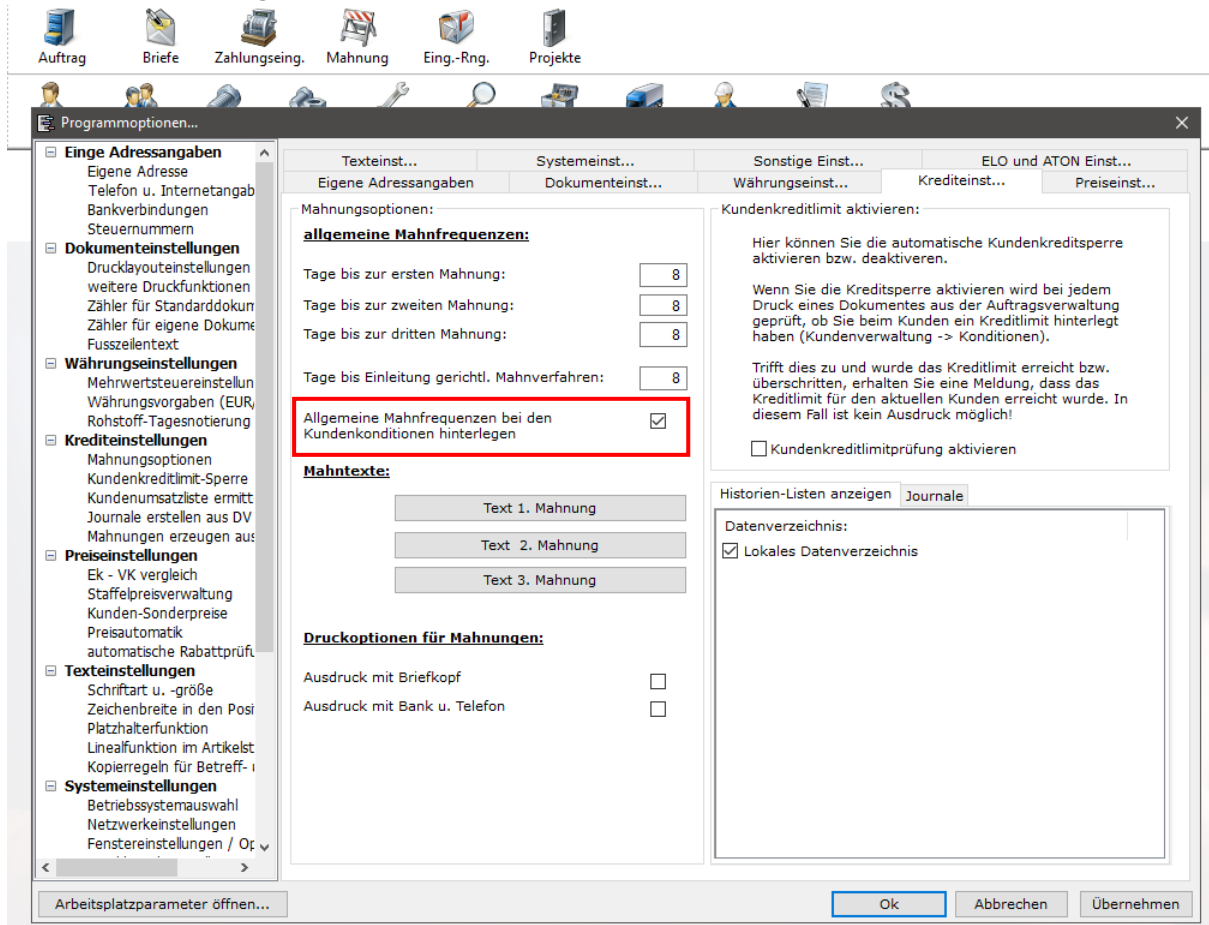 Auftrag Briefe Zahlungseing. Mahnung Eing.-Rng. Projekte
Programmoptionen...
Einge Adressangaben
Eigene Adresse
Telefon u. Internetangab
Bankverbindungen
Steuernummern
Dokumenteinstellungen
Drucklayouteinstellungen
weitere Druckfunktionen
Zähler für Standarddokum
Zähler für eigene Dokume
Fusszeilentext
Währungseinstellungen
Mehrwertsteuereinstellun
Währungsvorgaben (EUR,
Rohstoff-Tagesnotierung
Krediteinstellungen
Mahnungsoptionen
Kundenkreditlimit-Sperre
Kundenumsatzliste ermitt
Journale erstellen aus DV
Mahnungen erzeugen aus
Preiseinstellungen
Ek - VK vergleich
Staffelpreisverwaltung
Kunden-Sonderpreise
Preisautomatik
automatische Rabattprüfu
Texteinstellungen
Schriftart u. -größe
Zeichenbreite in den Posi
Platzhalterfunktion
Linealfunktion im Artikelst
Kopierregeln für Betreff-
Systemeinstellungen
Betriebssystemauswahl
Netzwerkeinstellungen
Fenstereinstellungen / Op
Texteinst... Systemeinst... Sonstige Einst... ELO und ATON Einst...
Eigene Adressangaben Dokumenteinst... Währungseinst... Krediteinst... Preiseinst...
Mahnungsoptionen:
allgemeine Mahnfrequenzen:
Tage bis zur ersten Mahnung: 8
Tage bis zur zweiten Mahnung: 8
Tage bis zur dritten Mahnung: 8
Tage bis Einleitung gerichtl. Mahnverfahren: 8
Allgemeine Mahnfrequenzen bei den
Kundenkonditionen hinterlegen
Mahntexte:
Text 1. Mahnung
Text 2. Mahnung
Text 3. Mahnung
Druckoptionen für Mahnungen:
Ausdruck mit Briefkopf
Ausdruck mit Bank u. Telefon
Kundenkreditlimit aktivieren:
Hier können Sie die automatische Kundenkreditsperre
aktivieren bzw. deaktiveren.
Wenn Sie die Kreditsperre aktivieren wird bei jedem
Druck eines Dokumentes aus der Auftragsverwaltung
geprüft, ob Sie beim Kunden ein Kreditlimit hinterlegt
haben (Kundenverwaltung -> Konditionen).
Trifft dies zu und wurde das Kreditlimit erreicht bzw.
überschritten, erhalten Sie eine Meldung, dass das
Kreditlimit für den aktuellen Kunden erreicht wurde. In
diesem Fall ist kein Ausdruck möglich!
Kundenkreditlimitprüfung aktivieren
Historien-Listen anzeigen Journale
Datenverzeichnis:
Lokales Datenverzeichnis
Arbeitsplatzparameter öffnen... Ok Abbrechen Übernehmen